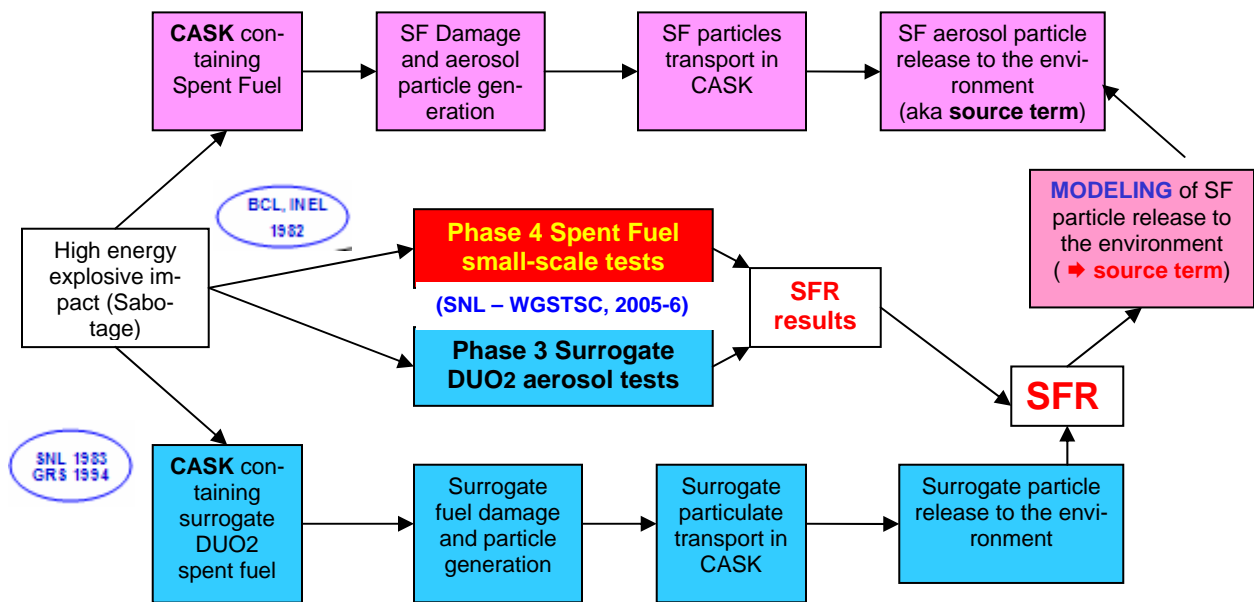 CASK con-
taining
Spent Fuel
SF Damage
and aerosol
particle gen-
eration
SF particles
transport in
CASK
SF aerosol particle
release to the envi-
ronment
(aka source term)
BCL, INEL
1982
High energy
explosive im-
pact (Sabo-
tage)
Phase 4 Spent Fuel
small-scale tests
(SNL – WGSTSC, 2005-6)
Phase 3 Surrogate
DUO2 aerosol tests
SFR
results
MODELING of SF
particle release to
the environment
( ➡ source term)
SFR
SNL 1983
GRS 1994
CASK con-
taining
surrogate
DUO2
spent fuel
Surrogate
fuel damage
and particle
generation
Surrogate
particulate
transport in
CASK
Surrogate particle
release to the envi-
ronment